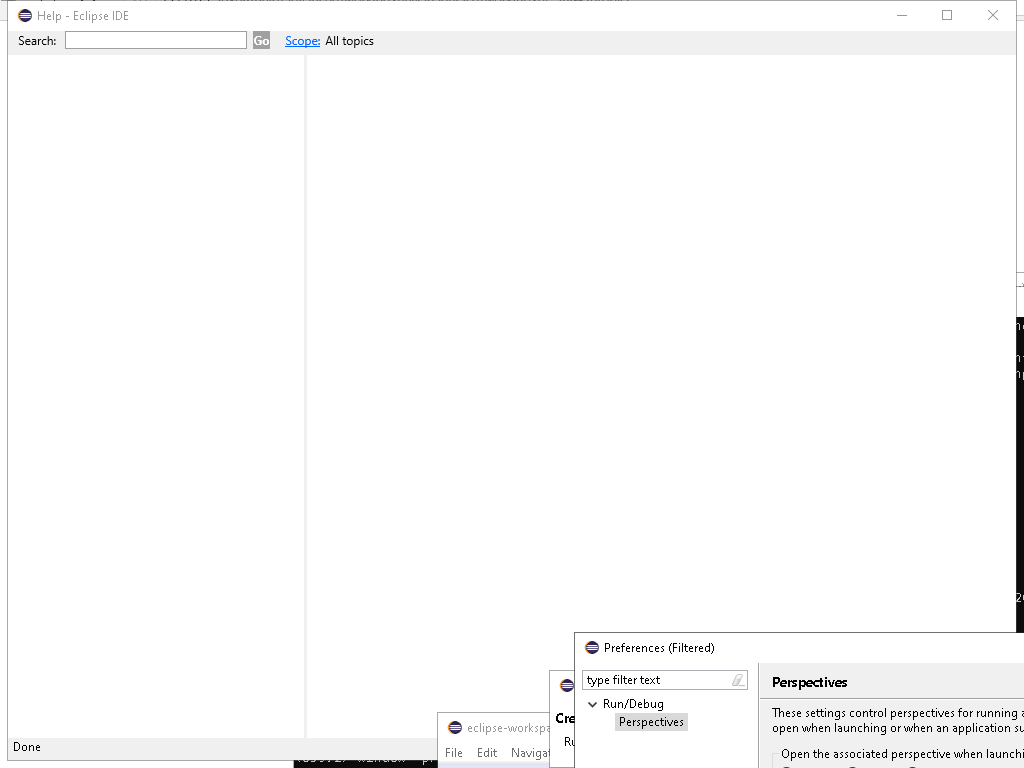 Help - Eclipse IDE
Search: Go Scope: All topics
Done
Preferences (Filtered)
type filter text
Run/Debug
Perspectives
Perspectives
These settings control perspectives for running
open when launching or when an application
Open the associated perspective when
eclipse-workspa
File Edit Navigat
Cre
Ru